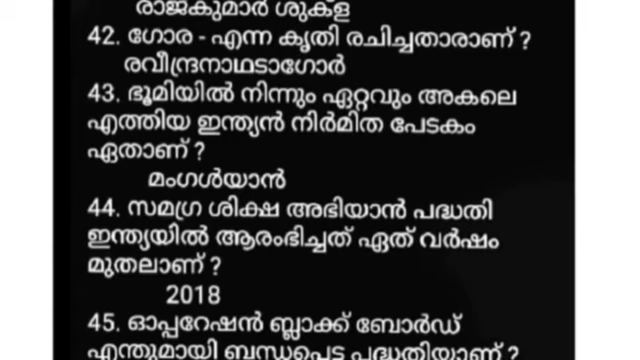 രാജ്കുമാർ ശുക്ള
42. ഗോര - എന്ന കൃതി രചിച്ചതാരാണ് ?
രവീന്ദ്രനാഥടാഗോർ
43. ഭൂമിയിൽ നിന്നും ഏറ്റവും അകലെ
എത്തിയ ഇന്ത്യൻ നിർമിത പേടകം
ഏതാണ് ?
മംഗൾയാൻ
44. സമഗ്ര ശിക്ഷ അഭിയാൻ പദ്ധതി
ഇന്ത്യയിൽ ആരംഭിച്ചത് ഏത് വർഷം
മുതലാണ് ?
2018
45. ഓപ്പറേഷൻ ബ്ലാക്ക് ബോർഡ്
എന്തുമായി ബന്ധപ്പെട്ട പദ്ധതിയാണ് ?